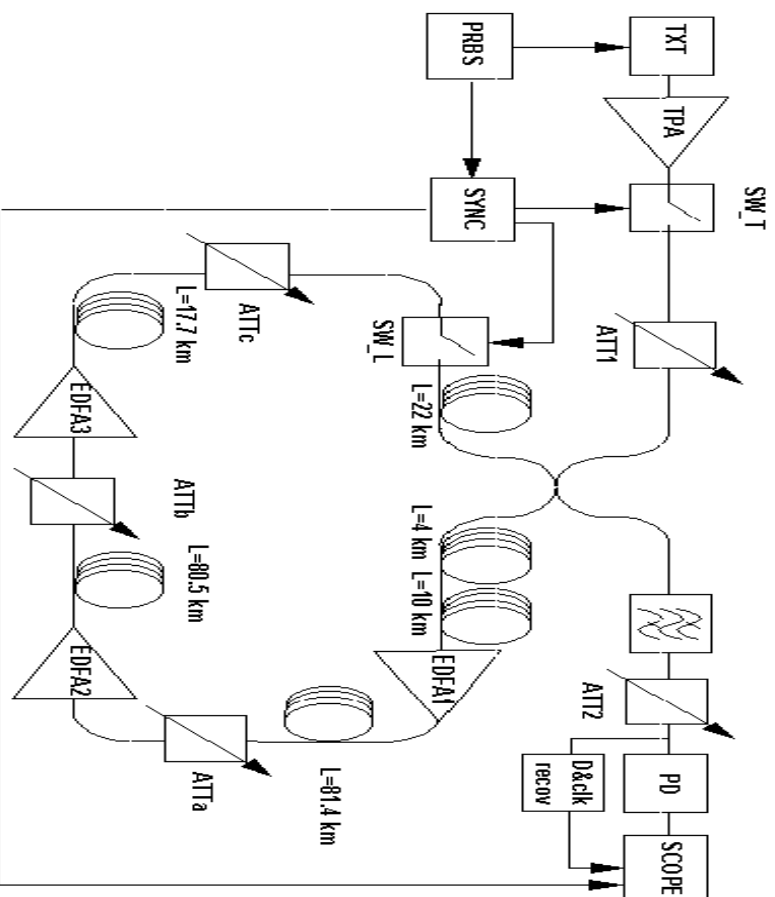 TXT
TPA
SW_T
ATT1
ATT2
PD
SCOPE
D&clk
recov
PRBS
SYNC
SW_L
L=22 km
L=4 km
L=10 km
EDFA1
L=81.4 km
ATTa
EDFA2
L=80.5 km
ATTb
EDFA3
L=17.7 km
ATTc